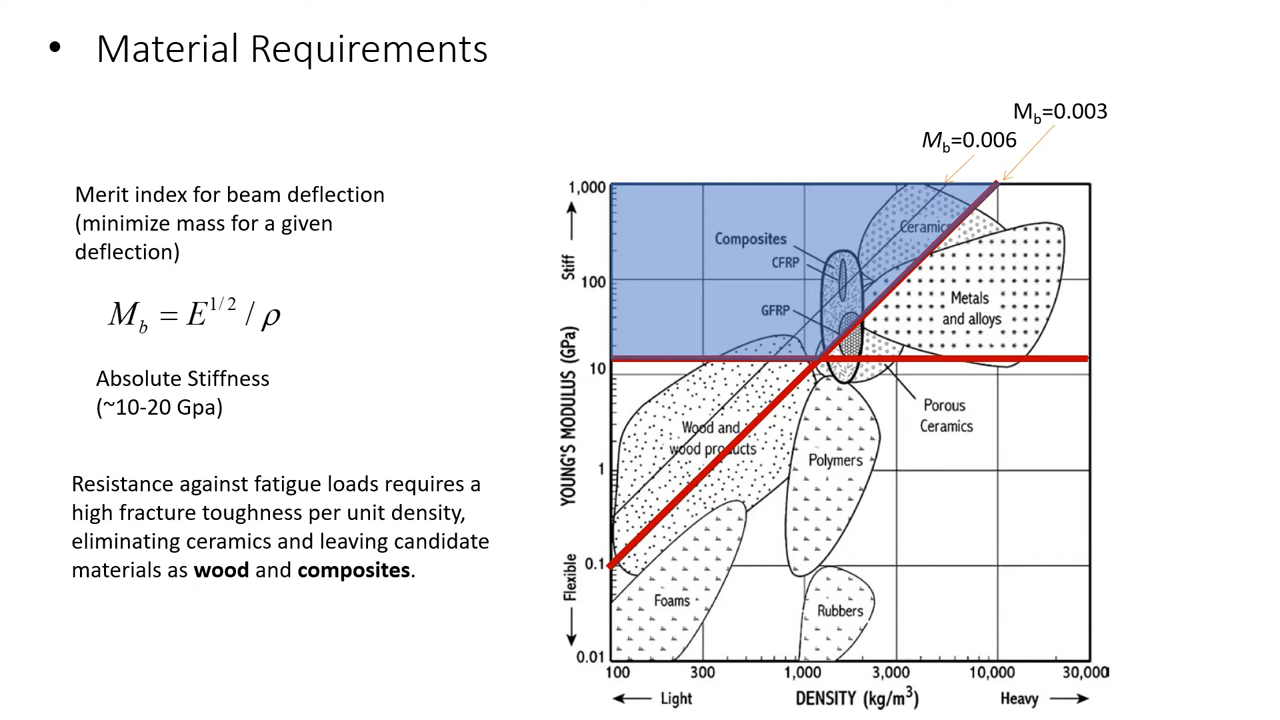 • Material Requirements
Merit index for beam deflection
(minimize mass for a given
deflection)
M_b = E^{1/2} / ρ
Absolute Stiffness
(~10-20 Gpa)
Resistance against fatigue loads requires a
high fracture toughness per unit density,
eliminating ceramics and leaving candidate
materials as wood and composites.
M_b=0.003
M_b=0.006
1,000
100
10
1
0.1
0.01
Stiff
YOUNG'S MODULUS (GPa)
Flexible
Composites
CFRP
GFRP
Ceramics
Metals
and alloys
Porous
Ceramics
Wood and
wood products
Polymers
Foams
Rubbers
100 300 1,000 3,000 10,000 30,000
Light DENSITY (kg/m³) Heavy